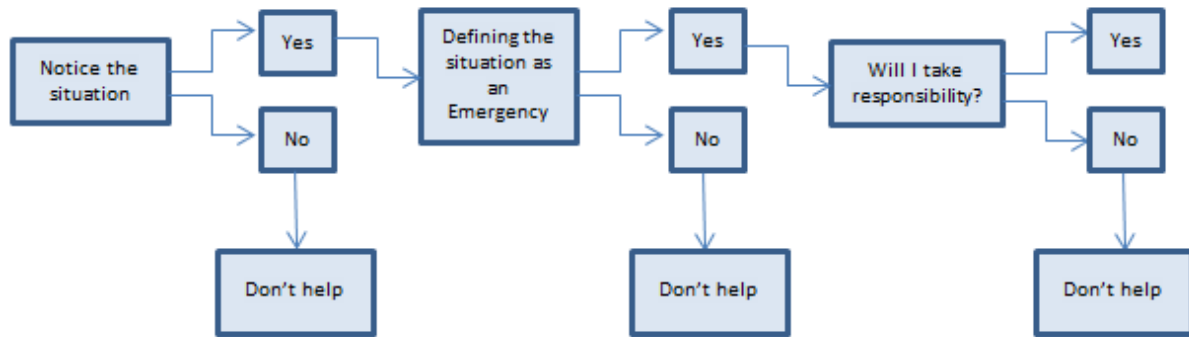 Notice the
situation
Yes
No
Don't help
Defining the
situation as
an
Emergency
Yes
No
Don't help
Will I take
responsibility?
Yes
No
Don't help